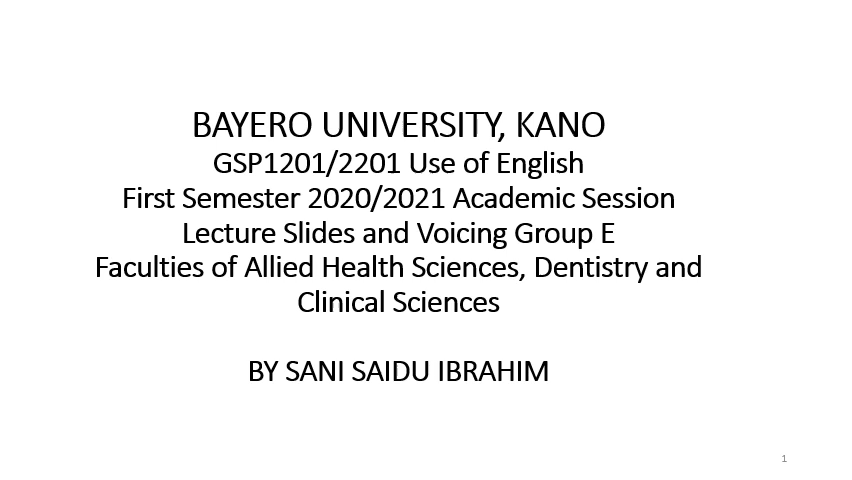 BAYERO UNIVERSITY, KANO
GSP1201/2201 Use of English
First Semester 2020/2021 Academic Session
Lecture Slides and Voicing Group E
Faculties of Allied Health Sciences, Dentistry and
Clinical Sciences
BY SANI SAIDU IBRAHIM
1